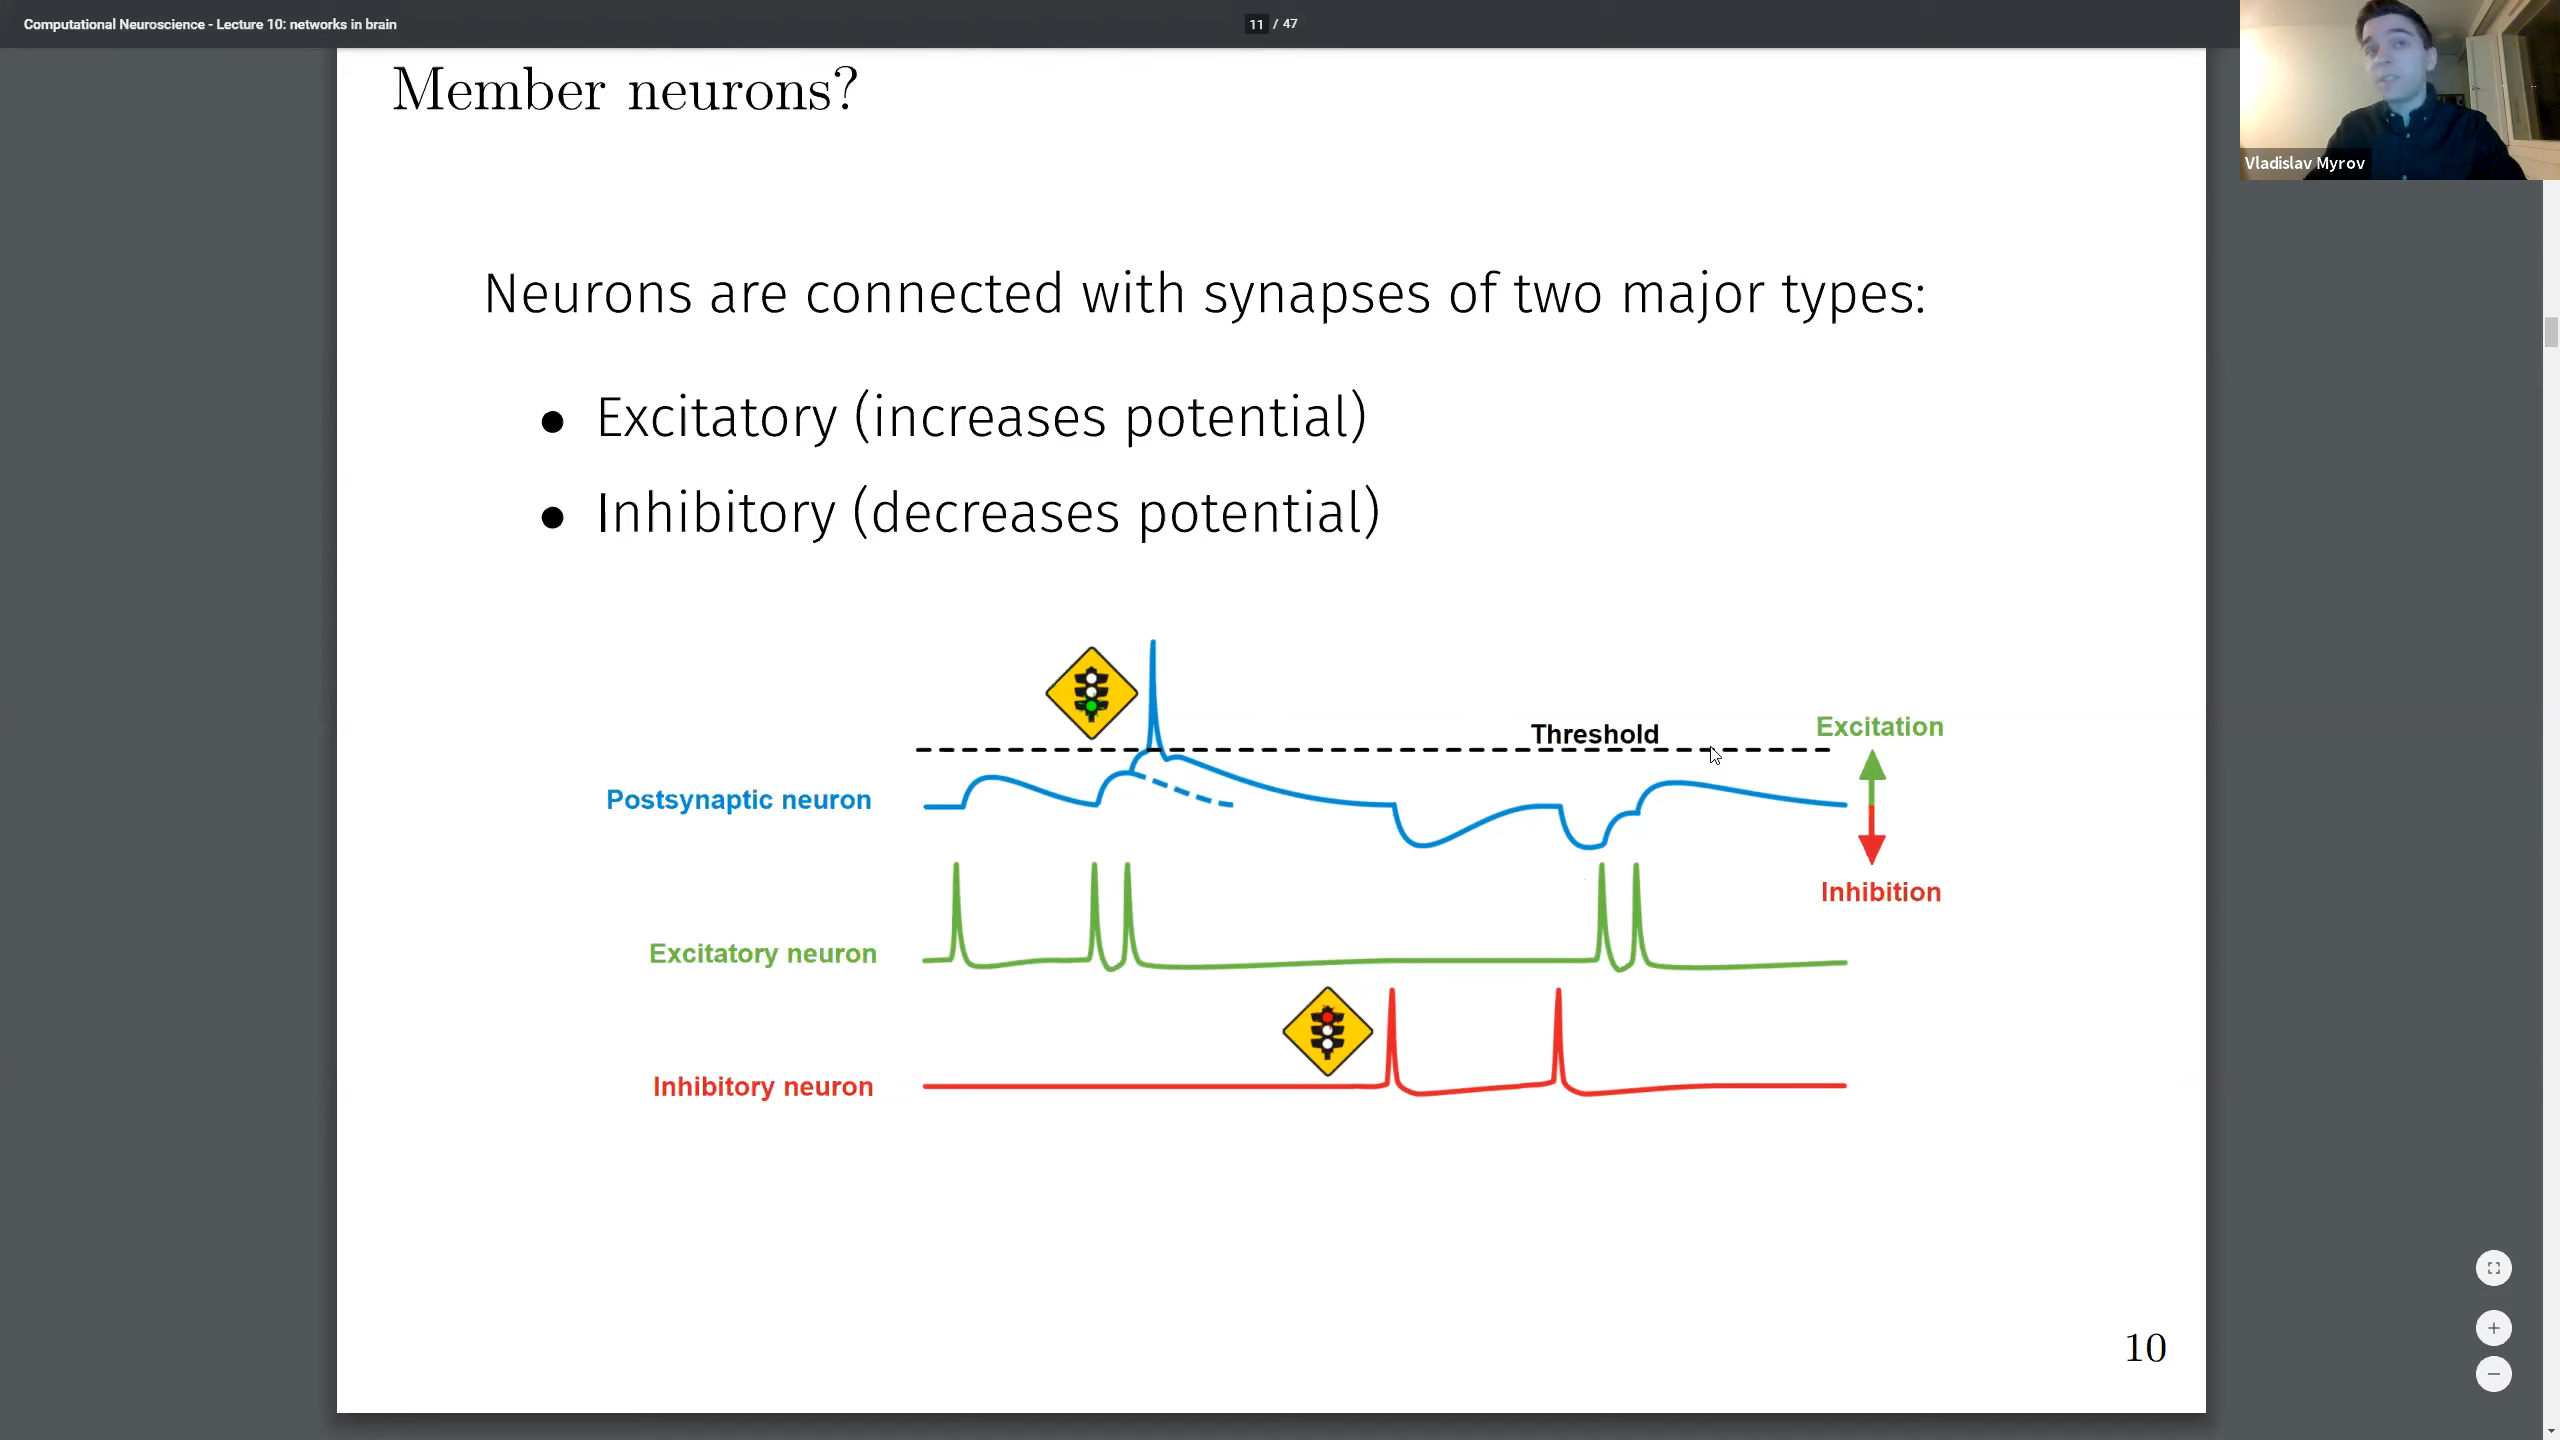 Computational Neuroscience - Lecture 10: networks in brain
11 / 47
Vladislav Myrov
Member neurons?
Neurons are connected with synapses of two major types:
● Excitatory (increases potential)
● Inhibitory (decreases potential)
Threshold
Excitation
Postsynaptic neuron
Inhibition
Excitatory neuron
Inhibitory neuron
10